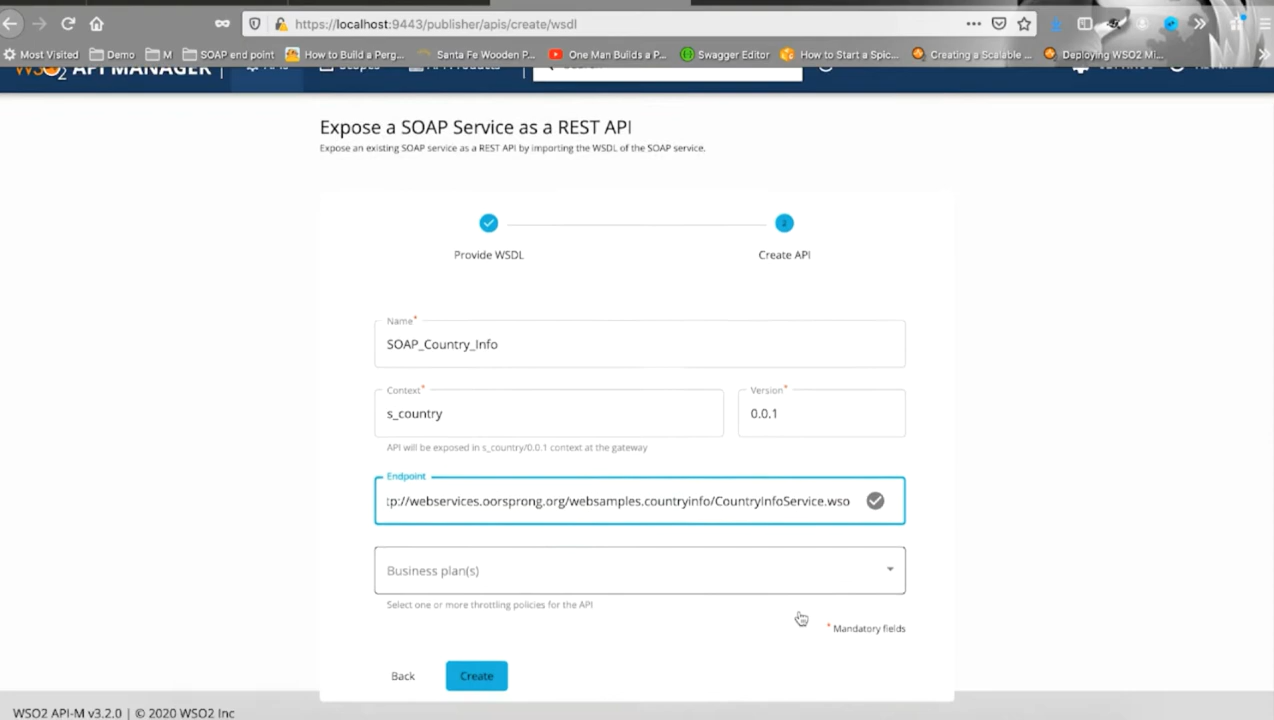 https://localhost:9443/publisher/apis/create/wsdl
Most Visited Demo M SOAP end point How to Build a Perg... Santa Fe Wooden P... One Man Builds a P... Swagger Editor How to Start a Spic... Creating a Scalable ... Deploying WSO2 Mi...
WSO2 API MANAGER APIs Scopes API Products
Expose a SOAP Service as a REST API
Expose an existing SOAP service as a REST API by importing the WSDL of the SOAP service.
2
Provide WSDL Create API
Name*
SOAP_Country_Info
Context* Version*
s_country 0.0.1
API will be exposed in s_country/0.0.1 context at the gateway
Endpoint
tp://webservices.oorsprong.org/websamples.countryinfo/CountryInfoService.wso
Business plan(s)
Select one or more throttling policies for the API
* Mandatory fields
Back Create
WSO2 API-M v3.2.0 | © 2020 WSO2 Inc